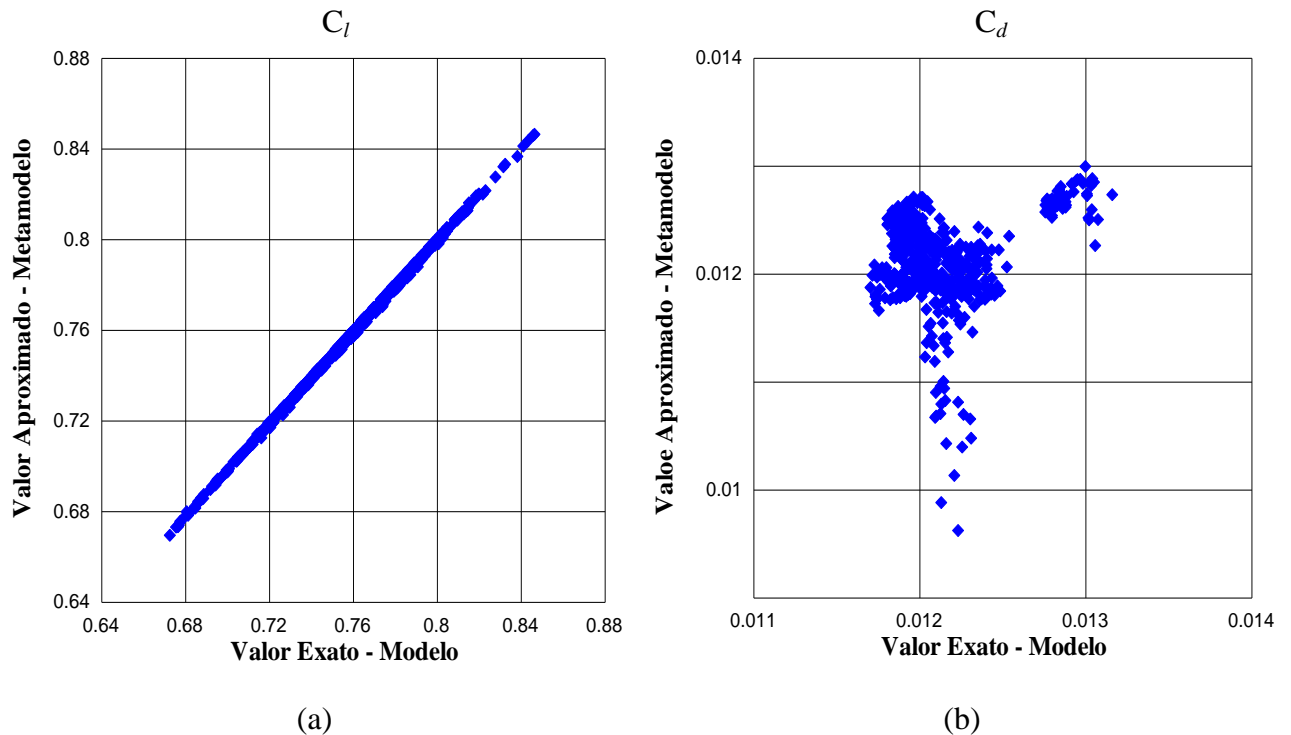 C_l
0.88
0.84
0.8
0.76
0.72
0.68
0.64
Valor Aproximado - Metamodelo
0.64 0.68 0.72 0.76 0.8 0.84 0.88
Valor Exato - Modelo
(a)
C_d
0.014
0.012
0.01
Valoe Aproximado - Metamodelo
0.011 0.012 0.013 0.014
Valor Exato - Modelo
(b)